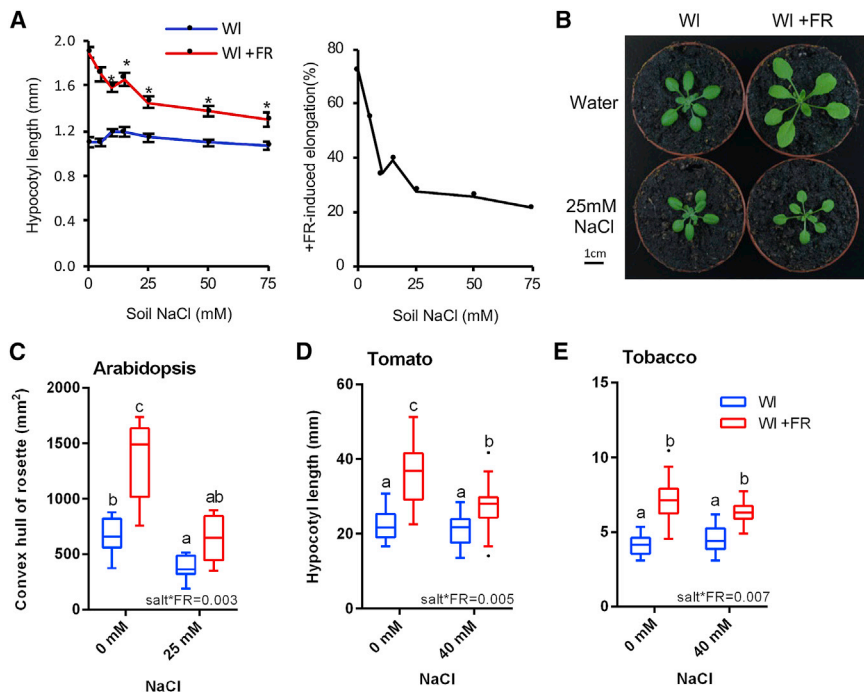 A
Wl
Wl +FR
2.0
1.6
1.2
0.8
0.4
0.0
Hypocotyl length (mm)
* * * * *
0 25 50 75
Soil NaCl (mM)
80
60
40
20
0
+FR-induced elongation(%)
0 25 50 75
Soil NaCl (mM)
B
Wl Wl +FR
Water
25mM
NaCl
1cm
C
Arabidopsis
2000
1500
1000
500
0
Convex hull of rosette (mm²)
b c a ab
salt*FR=0.003
0 mM 25 mM
NaCl
D
Tomato
60
40
20
0
Hypocotyl length (mm)
a c a b
salt*FR=0.005
0 mM 40 mM
NaCl
E
Tobacco
Wl
Wl +FR
15
10
5
0
a b a b
salt*FR=0.007
0 mM 40 mM
NaCl